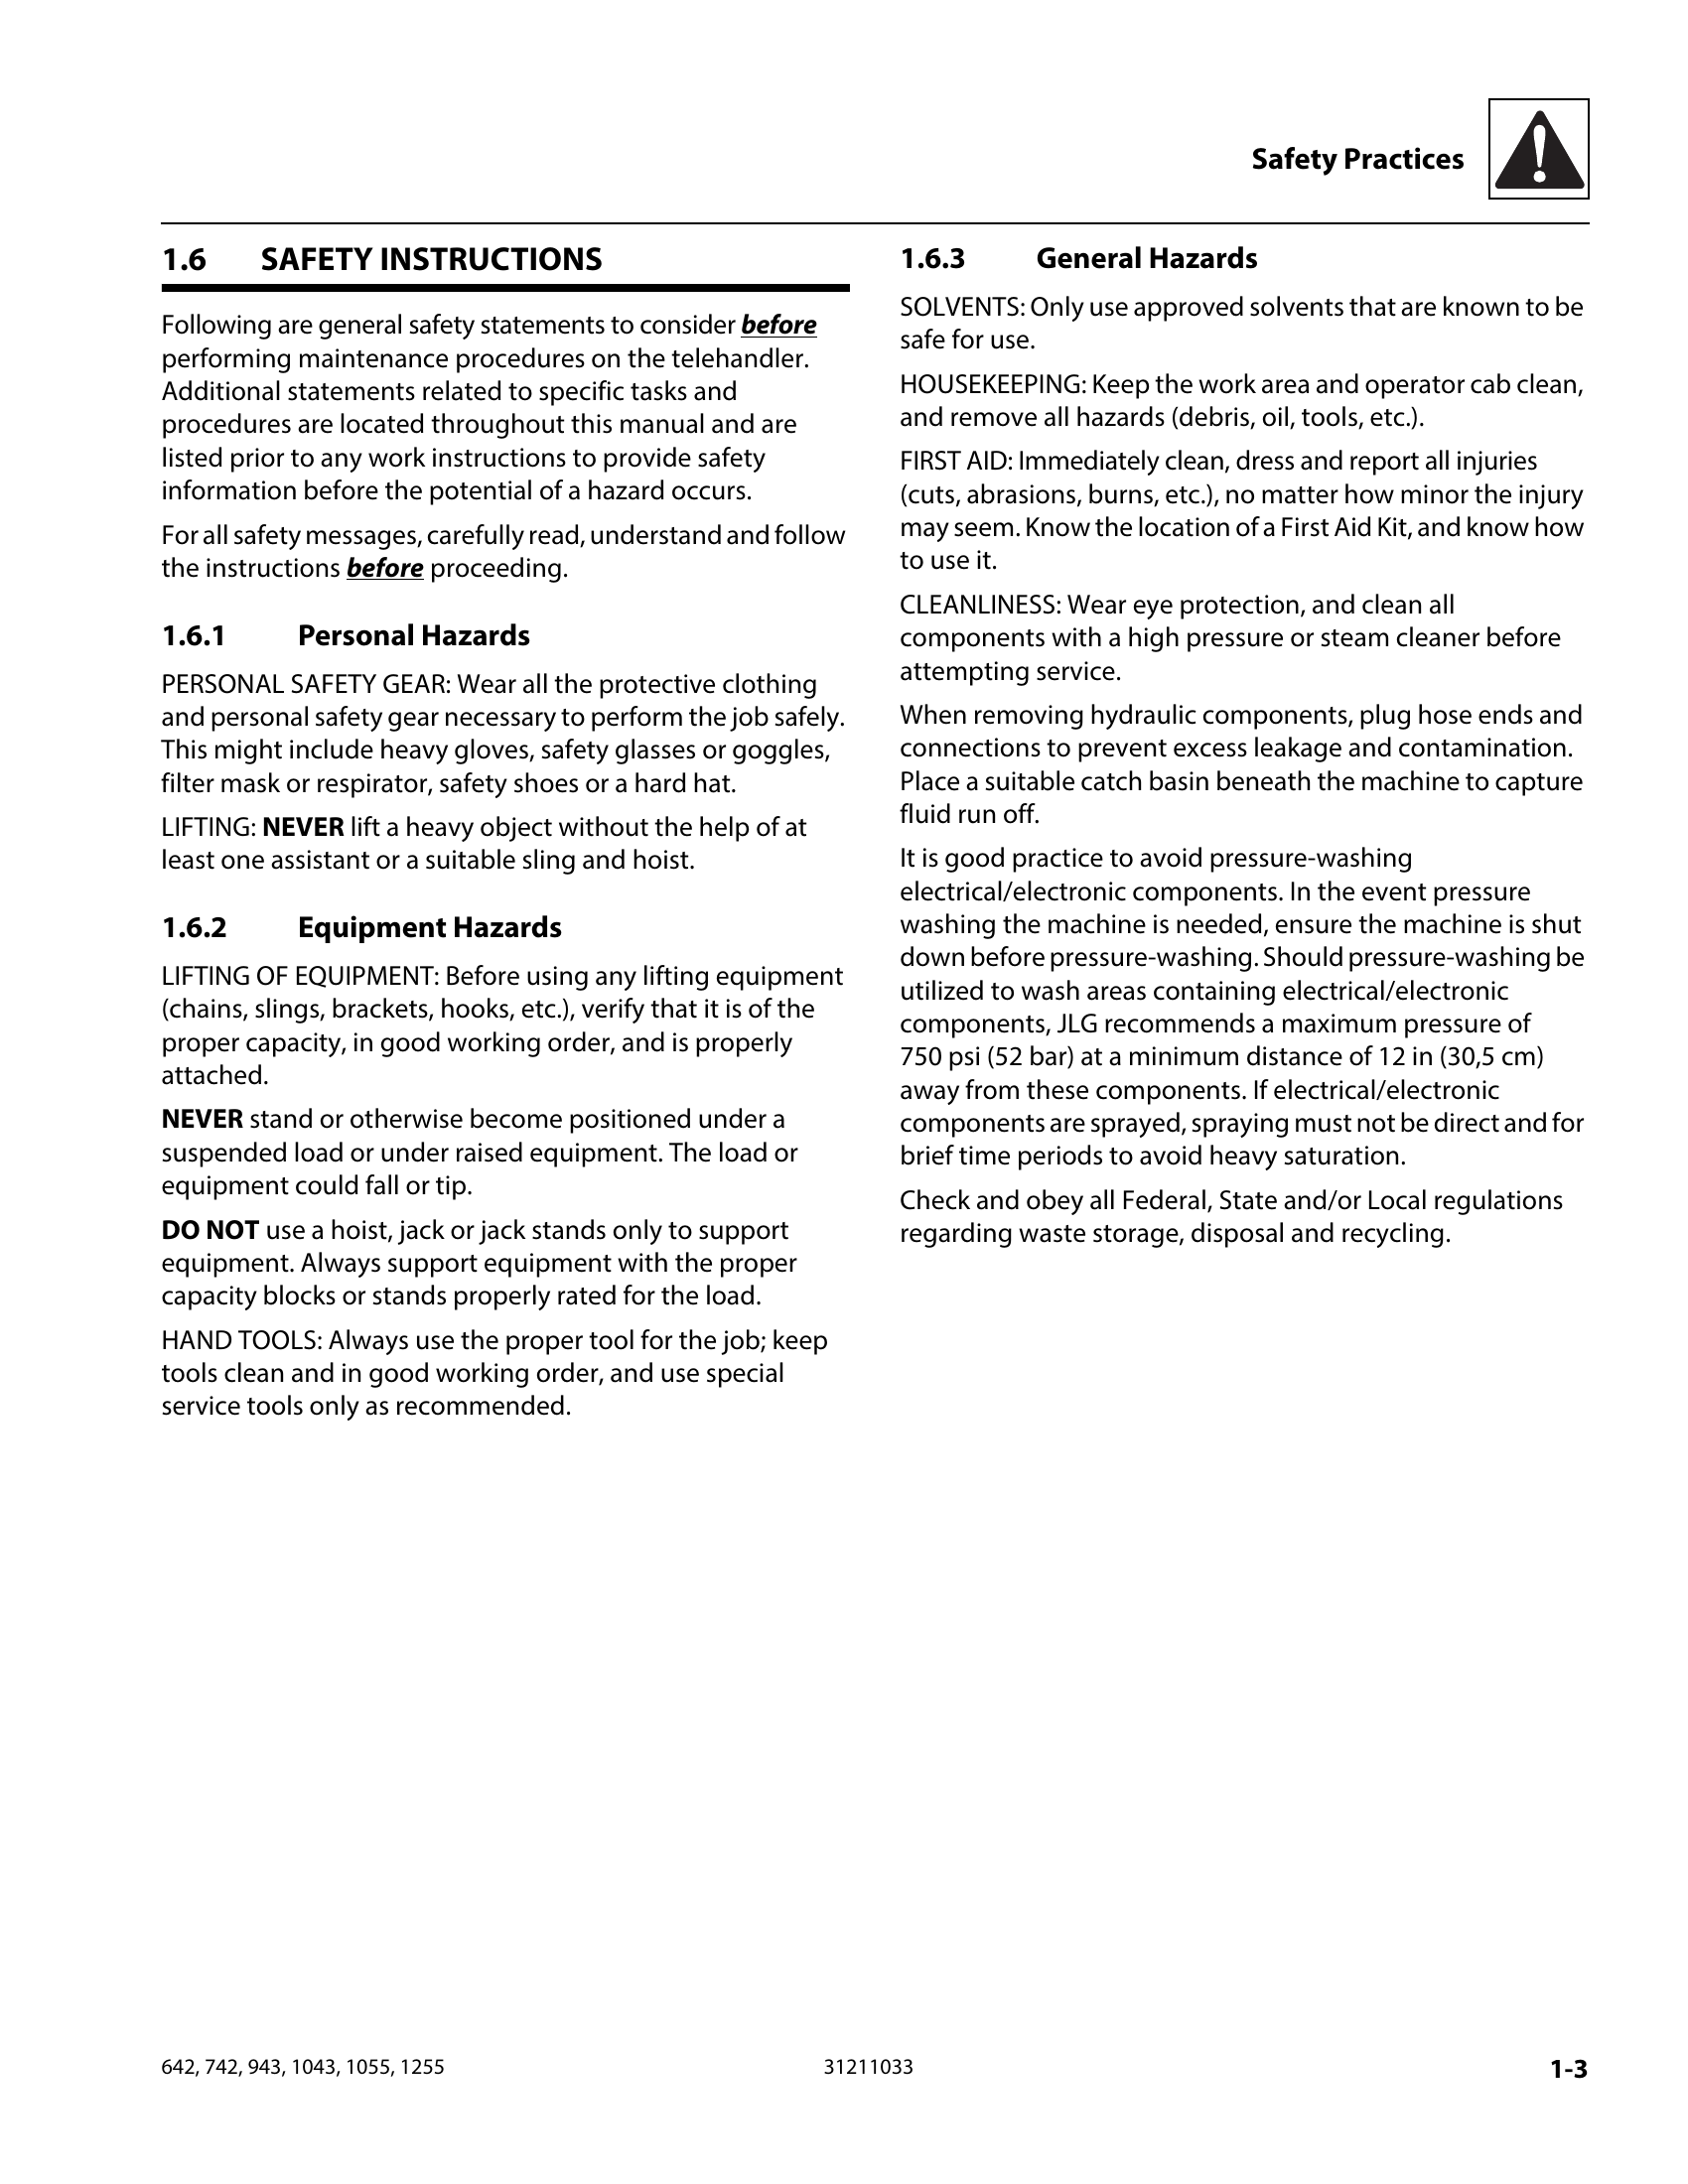 Safety Practices
1.6 SAFETY INSTRUCTIONS
Following are general safety statements to consider before
performing maintenance procedures on the telehandler.
Additional statements related to specific tasks and
procedures are located throughout this manual and are
listed prior to any work instructions to provide safety
information before the potential of a hazard occurs.
For all safety messages, carefully read, understand and follow
the instructions before proceeding.
1.6.1 Personal Hazards
PERSONAL SAFETY GEAR: Wear all the protective clothing
and personal safety gear necessary to perform the job safely.
This might include heavy gloves, safety glasses or goggles,
filter mask or respirator, safety shoes or a hard hat.
LIFTING: NEVER lift a heavy object without the help of at
least one assistant or a suitable sling and hoist.
1.6.2 Equipment Hazards
LIFTING OF EQUIPMENT: Before using any lifting equipment
(chains, slings, brackets, hooks, etc.), verify that it is of the
proper capacity, in good working order, and is properly
attached.
NEVER stand or otherwise become positioned under a
suspended load or under raised equipment. The load or
equipment could fall or tip.
DO NOT use a hoist, jack or jack stands only to support
equipment. Always support equipment with the proper
capacity blocks or stands properly rated for the load.
HAND TOOLS: Always use the proper tool for the job; keep
tools clean and in good working order, and use special
service tools only as recommended.
1.6.3 General Hazards
SOLVENTS: Only use approved solvents that are known to be
safe for use.
HOUSEKEEPING: Keep the work area and operator cab clean,
and remove all hazards (debris, oil, tools, etc.).
FIRST AID: Immediately clean, dress and report all injuries
(cuts, abrasions, burns, etc.), no matter how minor the injury
may seem. Know the location of a First Aid Kit, and know how
to use it.
CLEANLINESS: Wear eye protection, and clean all
components with a high pressure or steam cleaner before
attempting service.
When removing hydraulic components, plug hose ends and
connections to prevent excess leakage and contamination.
Place a suitable catch basin beneath the machine to capture
fluid run off.
It is good practice to avoid pressure-washing
electrical/electronic components. In the event pressure
washing the machine is needed, ensure the machine is shut
down before pressure-washing. Should pressure-washing be
utilized to wash areas containing electrical/electronic
components, JLG recommends a maximum pressure of
750 psi (52 bar) at a minimum distance of 12 in (30,5 cm)
away from these components. If electrical/electronic
components are sprayed, spraying must not be direct and for
brief time periods to avoid heavy saturation.
Check and obey all Federal, State and/or Local regulations
regarding waste storage, disposal and recycling.
642, 742, 943, 1043, 1055, 1255 31211033 1-3